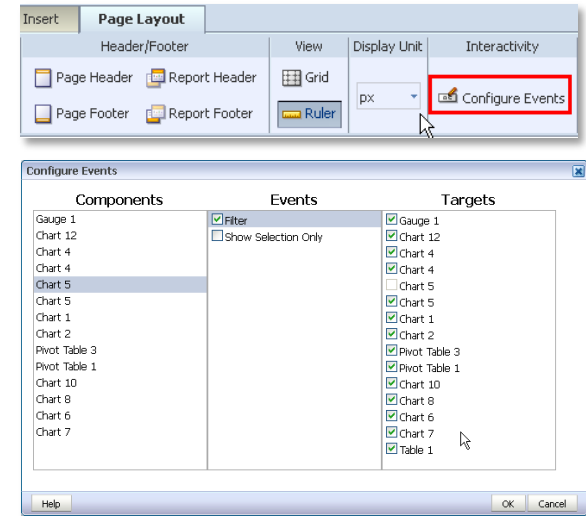 Insert Page Layout
Header/Footer View Display Unit Interactivity
Page Header Report Header Grid
px Configure Events
Page Footer Report Footer Ruler
Configure Events
Components Events Targets
Gauge 1 Filter Gauge 1
Chart 12 Show Selection Only Chart 12
Chart 4 Chart 4
Chart 4 Chart 4
Chart 5 Chart 5
Chart 5 Chart 5
Chart 1 Chart 1
Chart 2 Chart 2
Pivot Table 3 Pivot Table 3
Pivot Table 1 Pivot Table 1
Chart 10 Chart 10
Chart 8 Chart 8
Chart 6 Chart 6
Chart 7 Chart 7
Table 1
Help OK Cancel